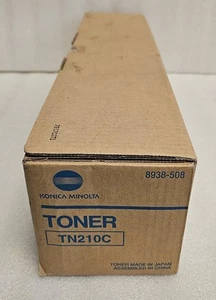 8938-508
KONICA MINOLTA
TONER
TN210C
TONER MADE IN JAPAN
ASSEMBLED IN CHINA